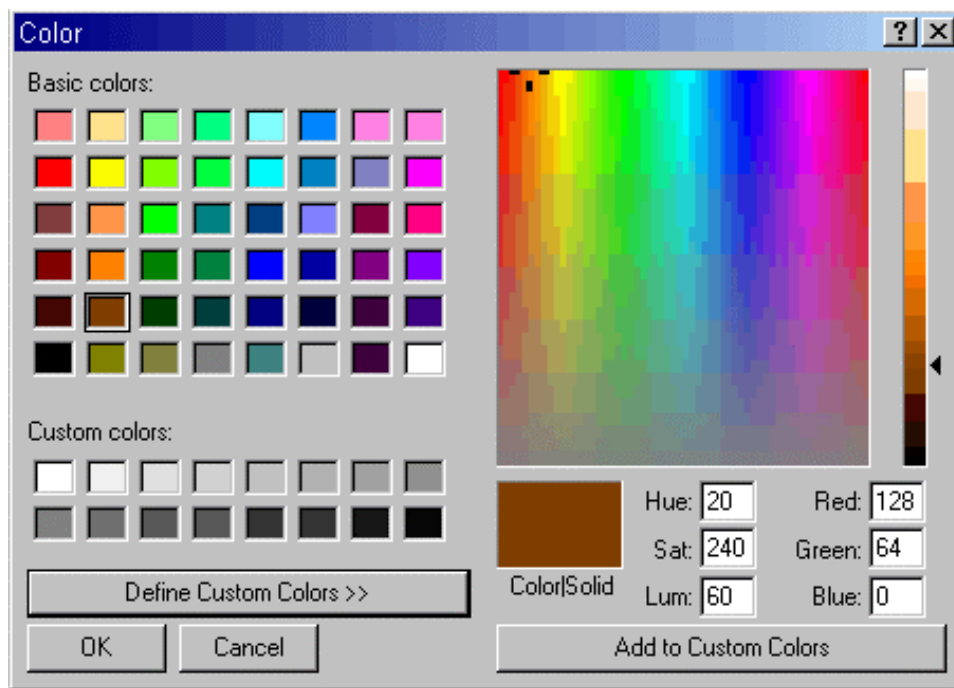 Color
Basic colors:
Custom colors:
Define Custom Colors >>
OK Cancel
Color|Solid
Hue: 20 Red: 128
Sat: 240 Green: 64
Lum: 60 Blue: 0
Add to Custom Colors